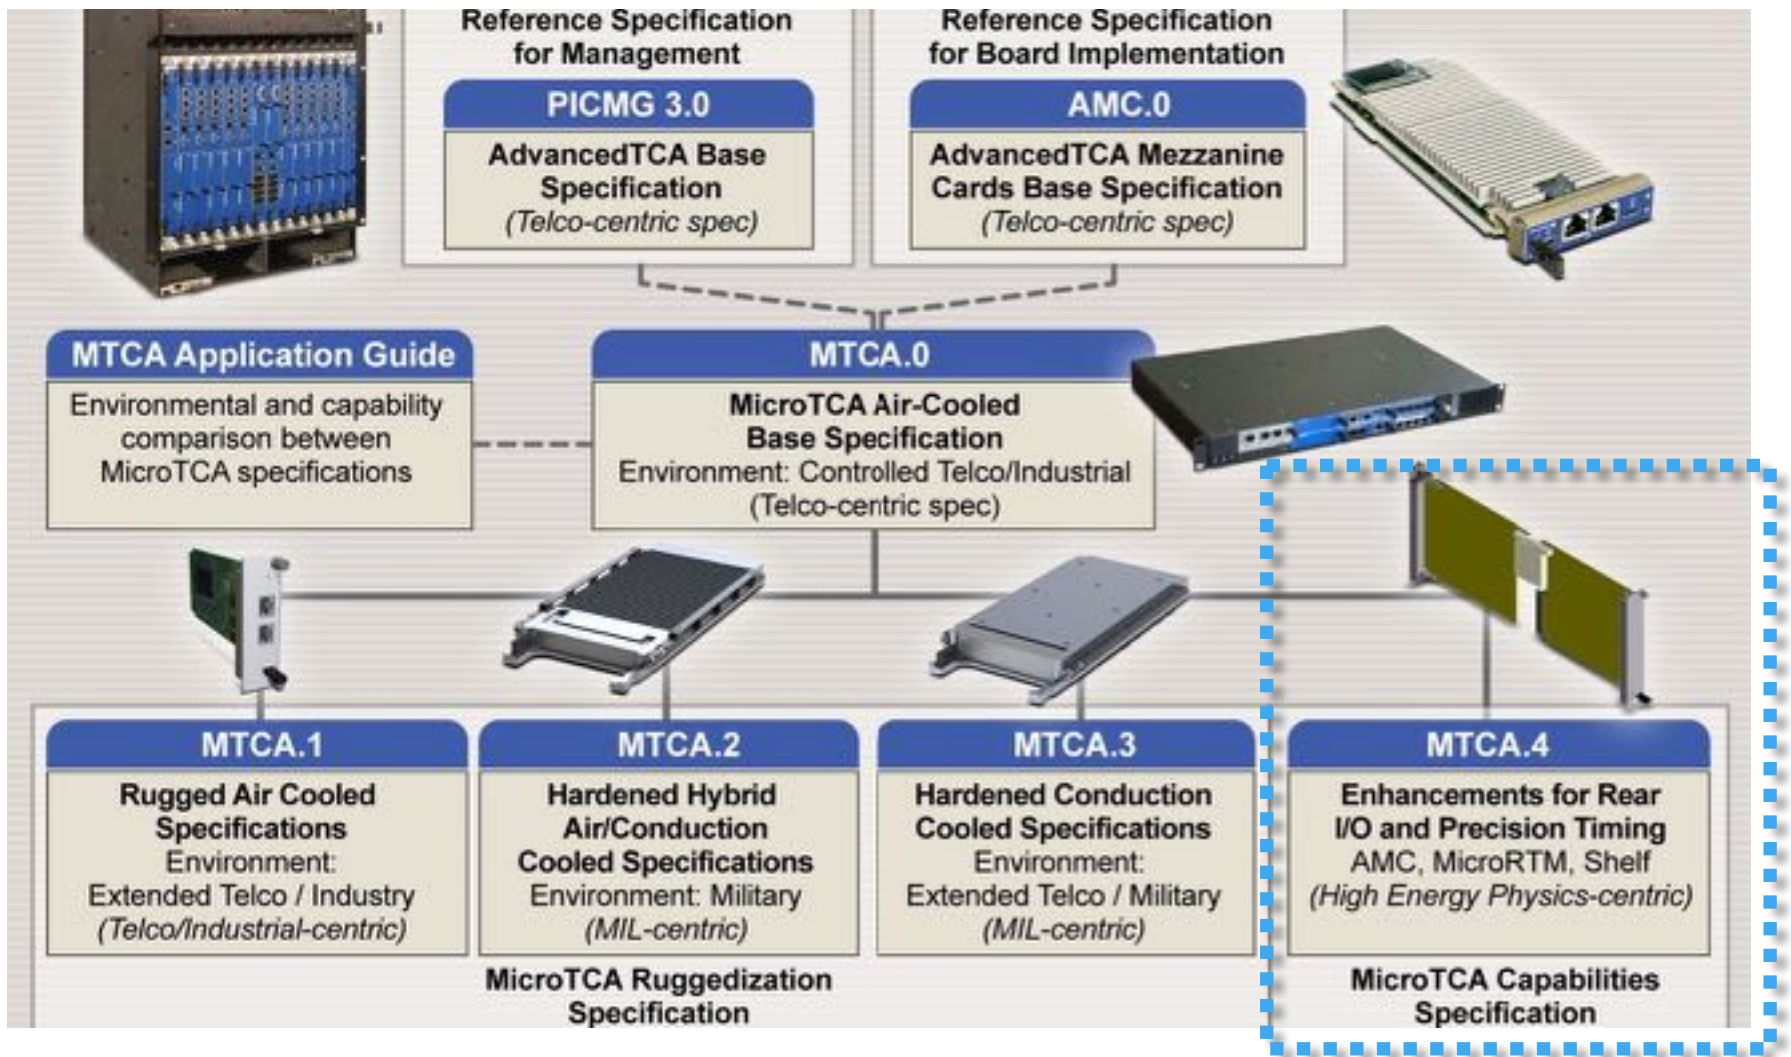 Reference Specification
for Management
PICMG 3.0
AdvancedTCA Base
Specification
(Telco-centric spec)
Reference Specification
for Board Implementation
AMC.0
AdvancedTCA Mezzanine
Cards Base Specification
(Telco-centric spec)
MTCA Application Guide
Environmental and capability
comparison between
MicroTCA specifications
MTCA.0
MicroTCA Air-Cooled
Base Specification
Environment: Controlled Telco/Industrial
(Telco-centric spec)
MTCA.1
Rugged Air Cooled
Specifications
Environment:
Extended Telco / Industry
(Telco/Industrial-centric)
MTCA.2
Hardened Hybrid
Air/Conduction
Cooled Specifications
Environment: Military
(MIL-centric)
MTCA.3
Hardened Conduction
Cooled Specifications
Environment:
Extended Telco / Military
(MIL-centric)
MTCA.4
Enhancements for Rear
I/O and Precision Timing
AMC, MicroRTM, Shelf
(High Energy Physics-centric)
MicroTCA Ruggedization
Specification
MicroTCA Capabilities
Specification